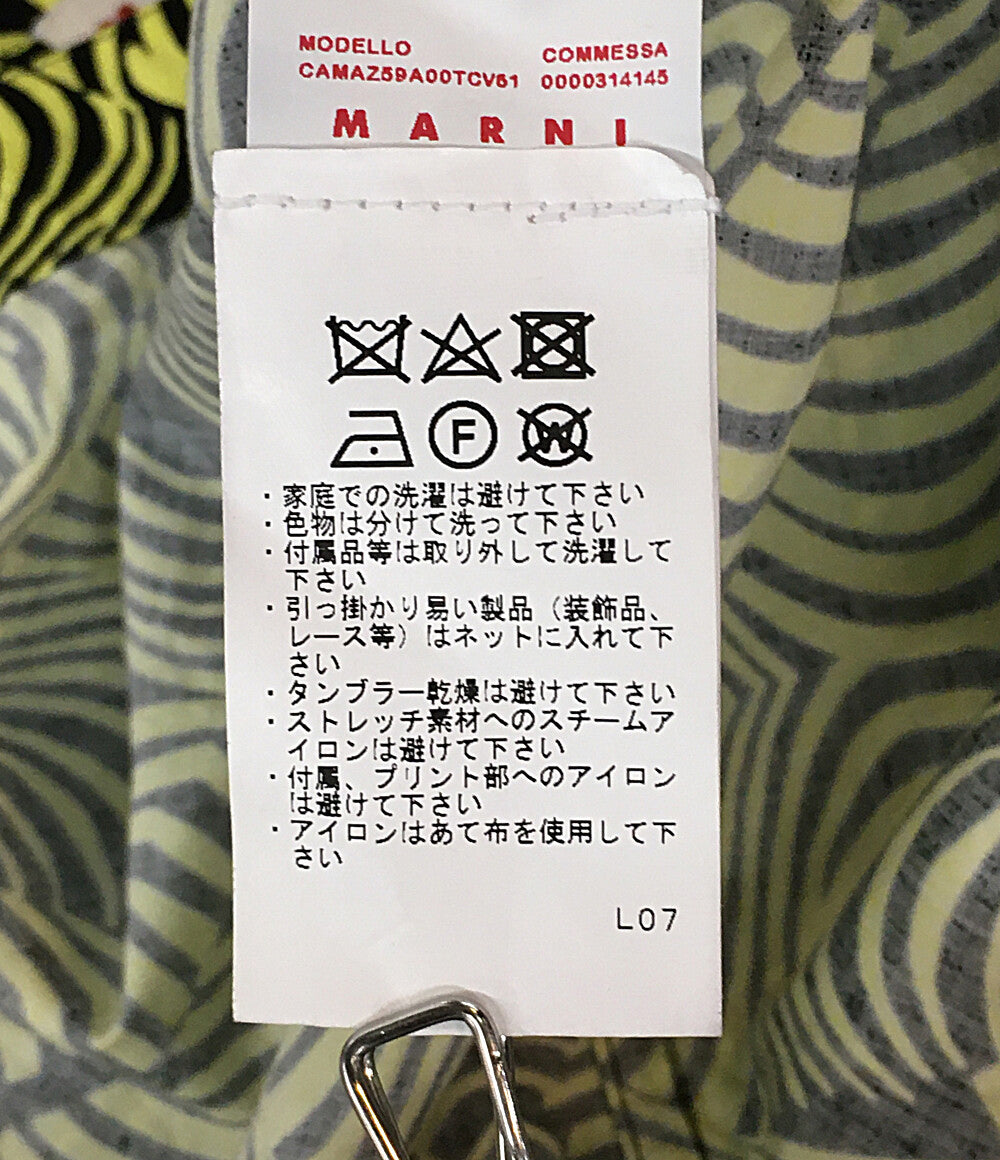 MODELLO COMMESSA
CAMAZ59A00TCV51 0000314145
MARNI
F W
・家庭での洗濯は避けて下さい
・色物は分けて洗って下さい
・付属品等は取り外して洗濯して
下さい
・引っ掛かり易い製品（装飾品、
レース等）はネットに入れて下
さい
・タンブラー乾燥は避けて下さい
・ストレッチ素材へのスチームア
イロンは避けて下さい
・付属、プリント部へのアイロン
は避けて下さい
・アイロンはあて布を使用して下
さい
L07